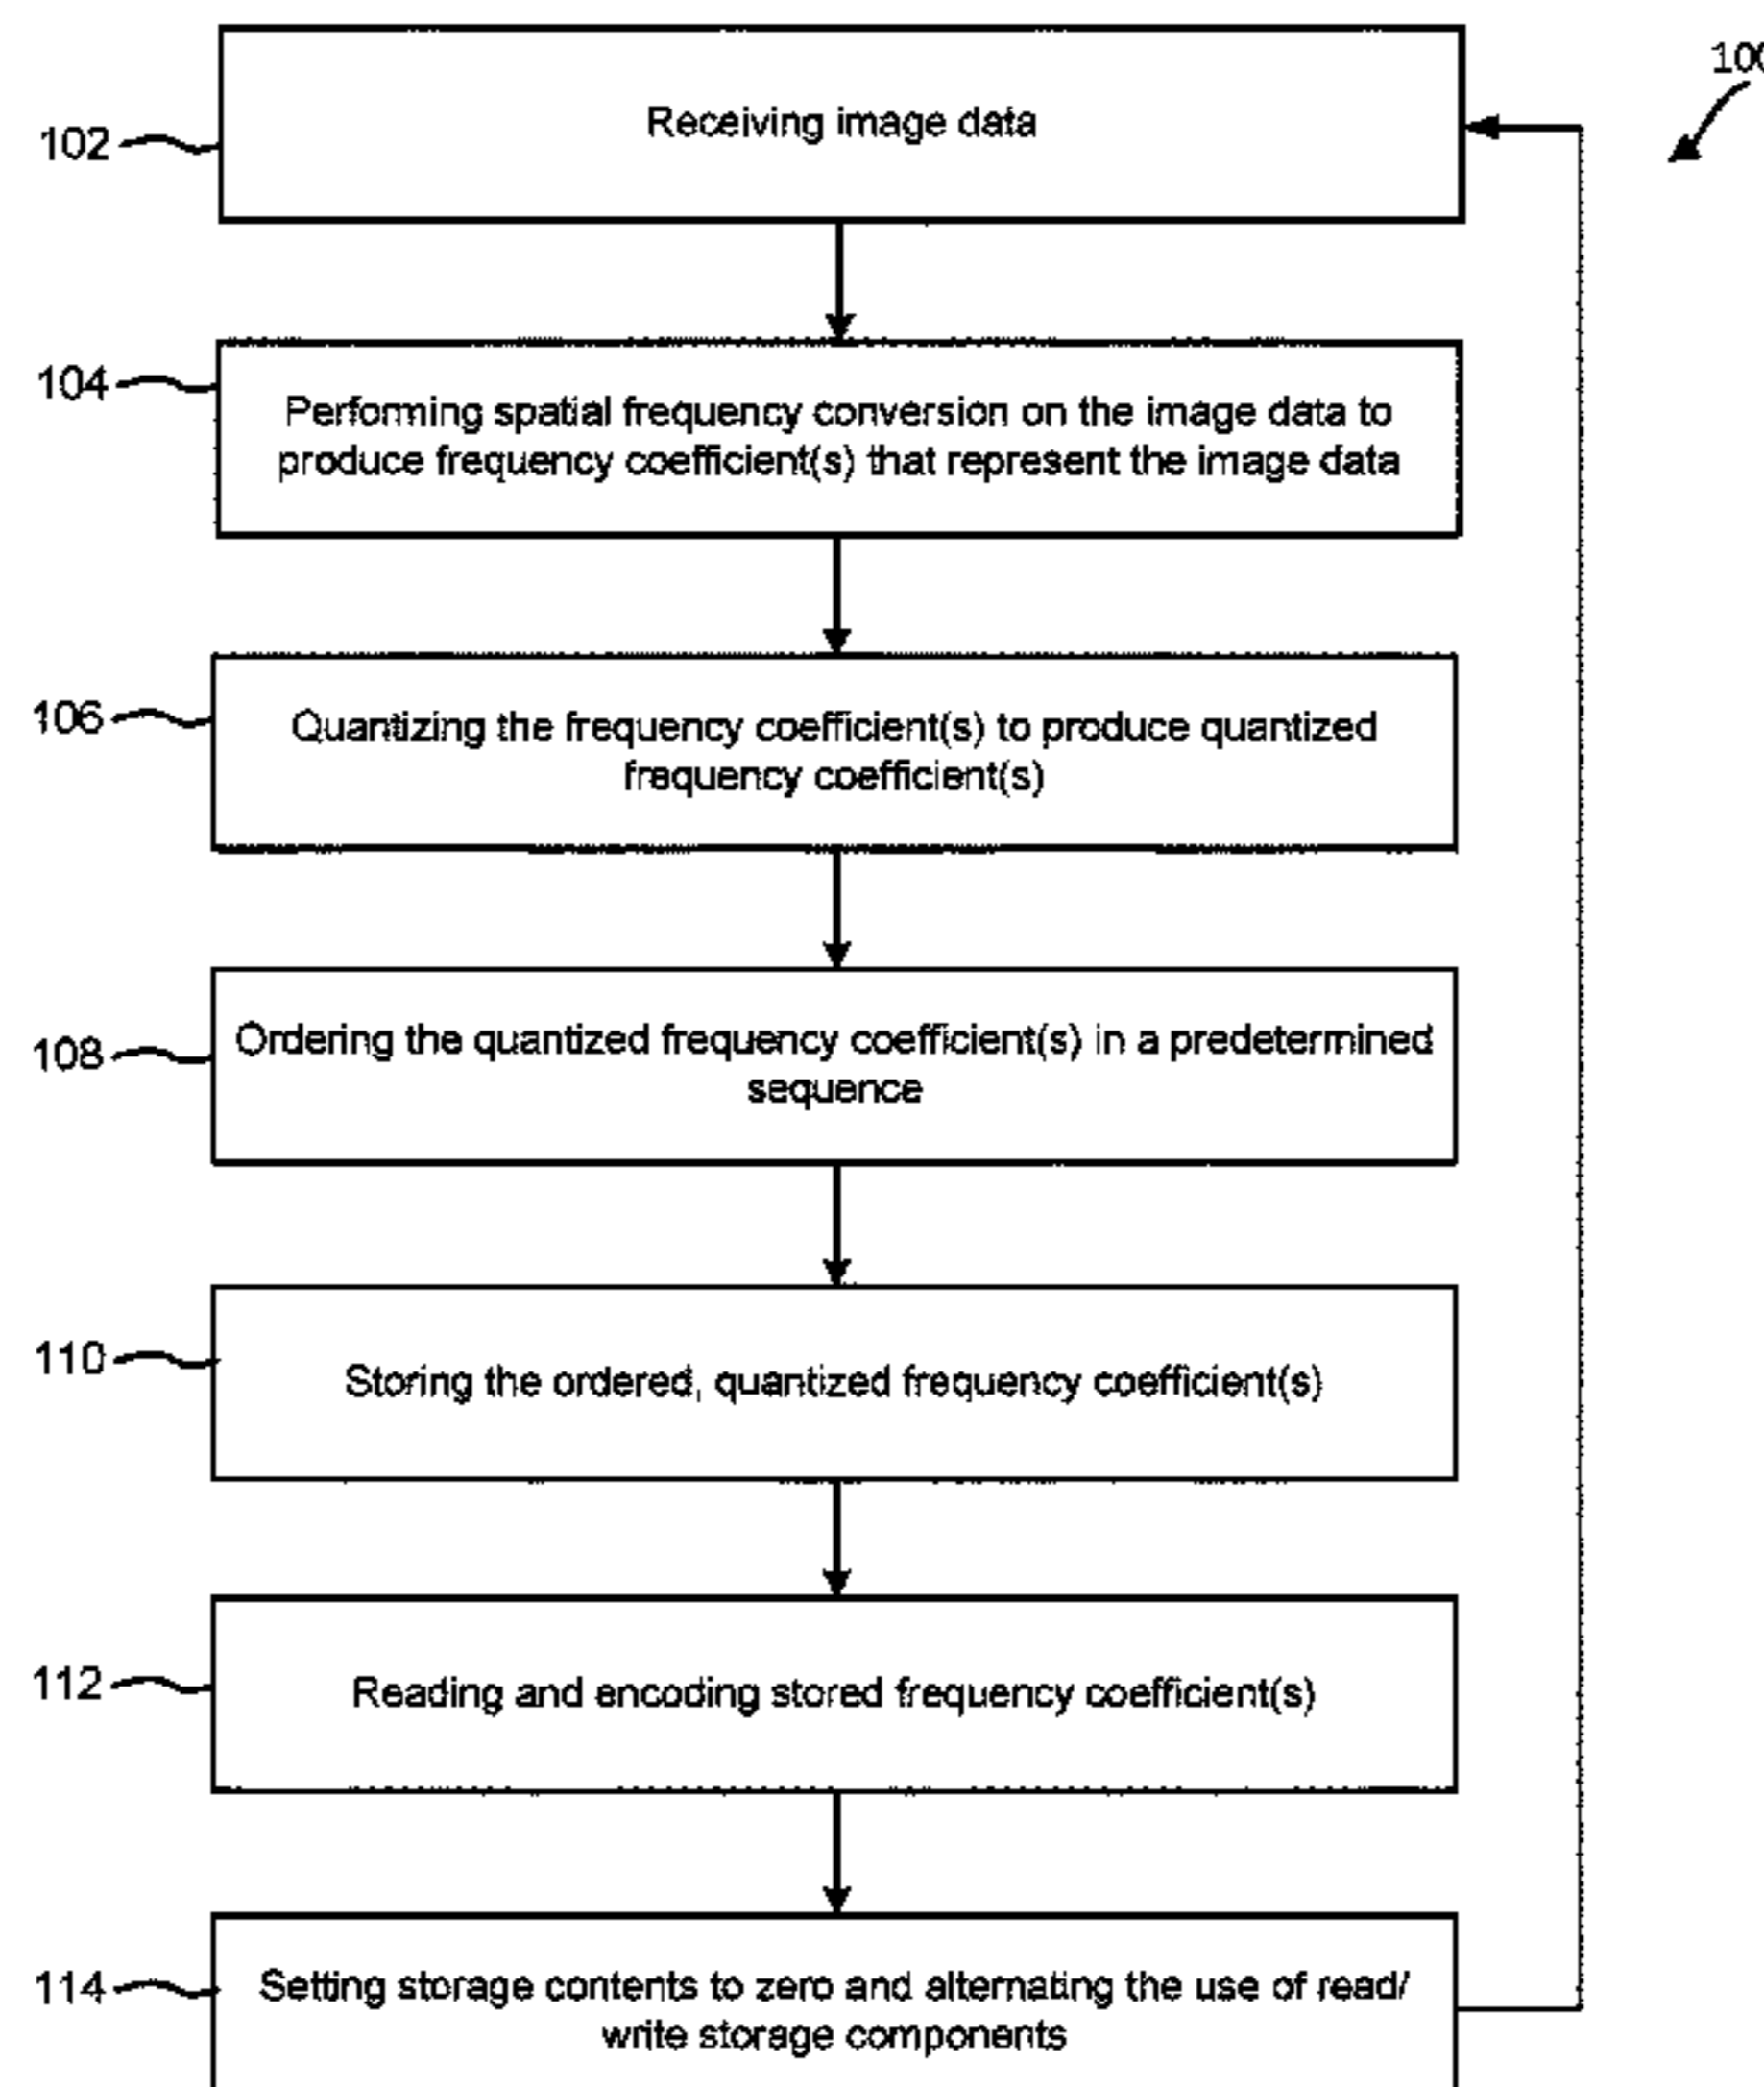 100
102
Receiving image data
104
Performing spatial frequency conversion on the image data to
produce frequency coefficient(s) that represent the image data
106
Quantizing the frequency coefficient(s) to produce quantized
frequency coefficient(s)
108
Ordering the quantized frequency coefficient(s) in a predetermined
sequence
110
Storing the ordered, quantized frequency coefficient(s)
112
Reading and encoding stored frequency coefficient(s)
114
Setting storage contents to zero and alternating the use of read/
write storage components